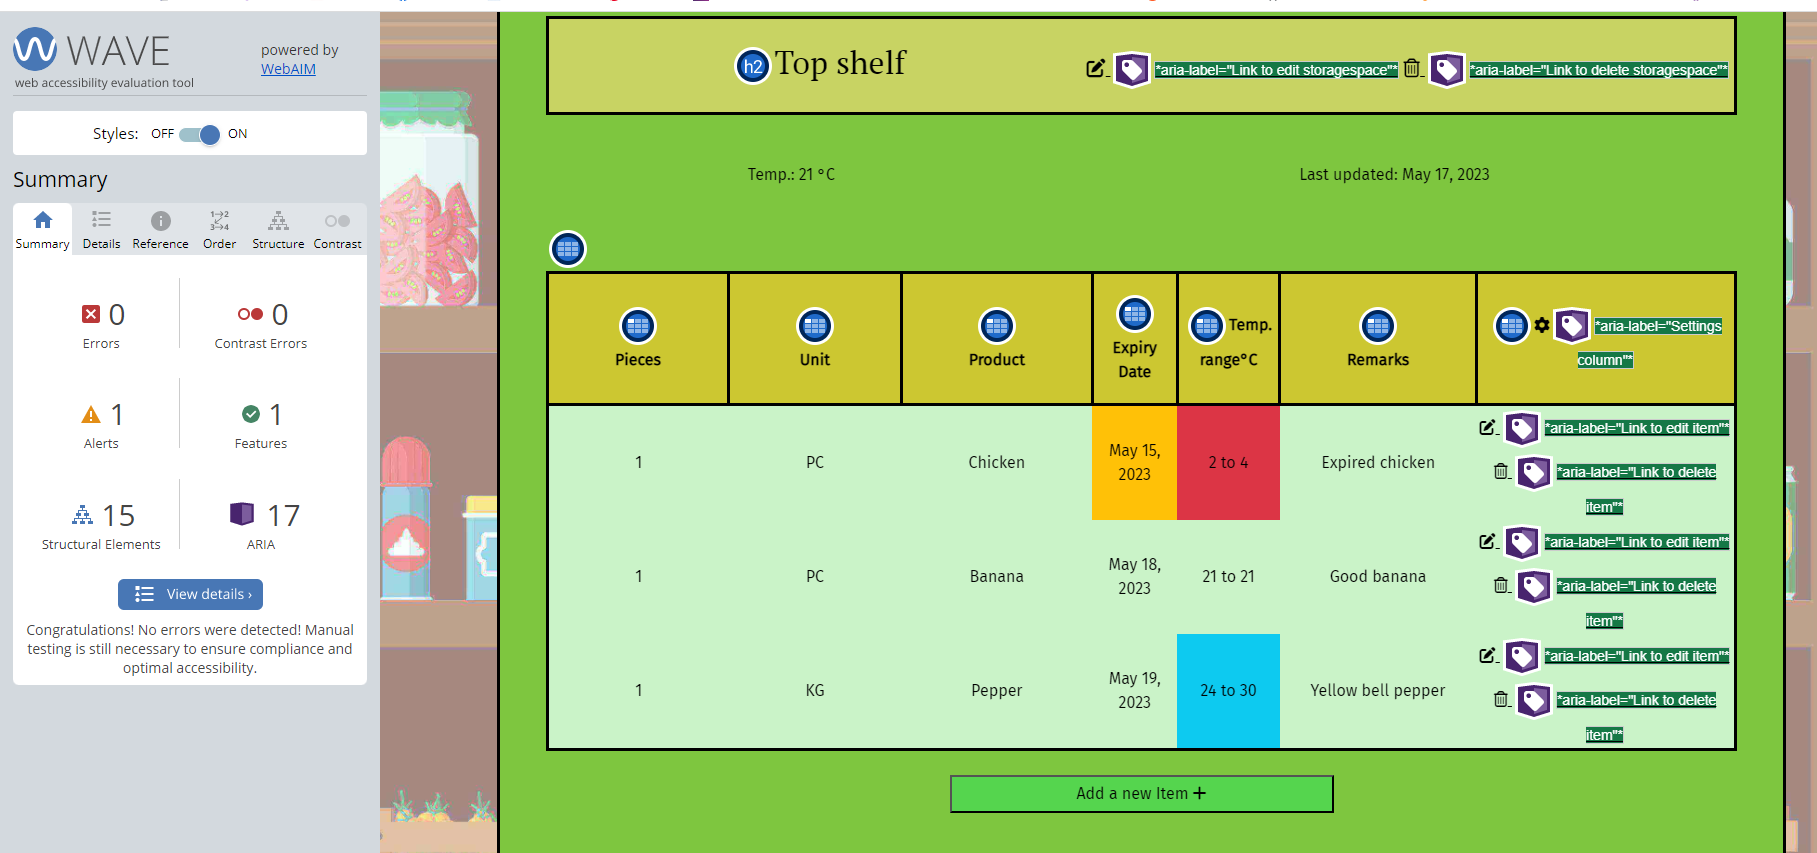 WAVE
powered by
WebAIM
web accessibility evaluation tool
Styles: OFF ON
Summary
Summary Details Reference Order Structure Contrast
0 Errors
0 Contrast Errors
1 Alerts
1 Features
15 Structural Elements
17 ARIA
View details ›
Congratulations! No errors were detected! Manual
testing is still necessary to ensure compliance and
optimal accessibility.
h2 Top shelf
*aria-label="Link to edit storagespace"* *aria-label="Link to delete storagespace"*
Temp.: 21 °C Last updated: May 17, 2023
Pieces Unit Product Expiry Date Temp. range°C Remarks *aria-label="Settings column"*
1 PC Chicken May 15, 2023 2 to 4 Expired chicken *aria-label="Link to edit item"* *aria-label="Link to delete item"*
1 PC Banana May 18, 2023 21 to 21 Good banana *aria-label="Link to edit item"* *aria-label="Link to delete item"*
1 KG Pepper May 19, 2023 24 to 30 Yellow bell pepper *aria-label="Link to edit item"* *aria-label="Link to delete item"*
Add a new Item +